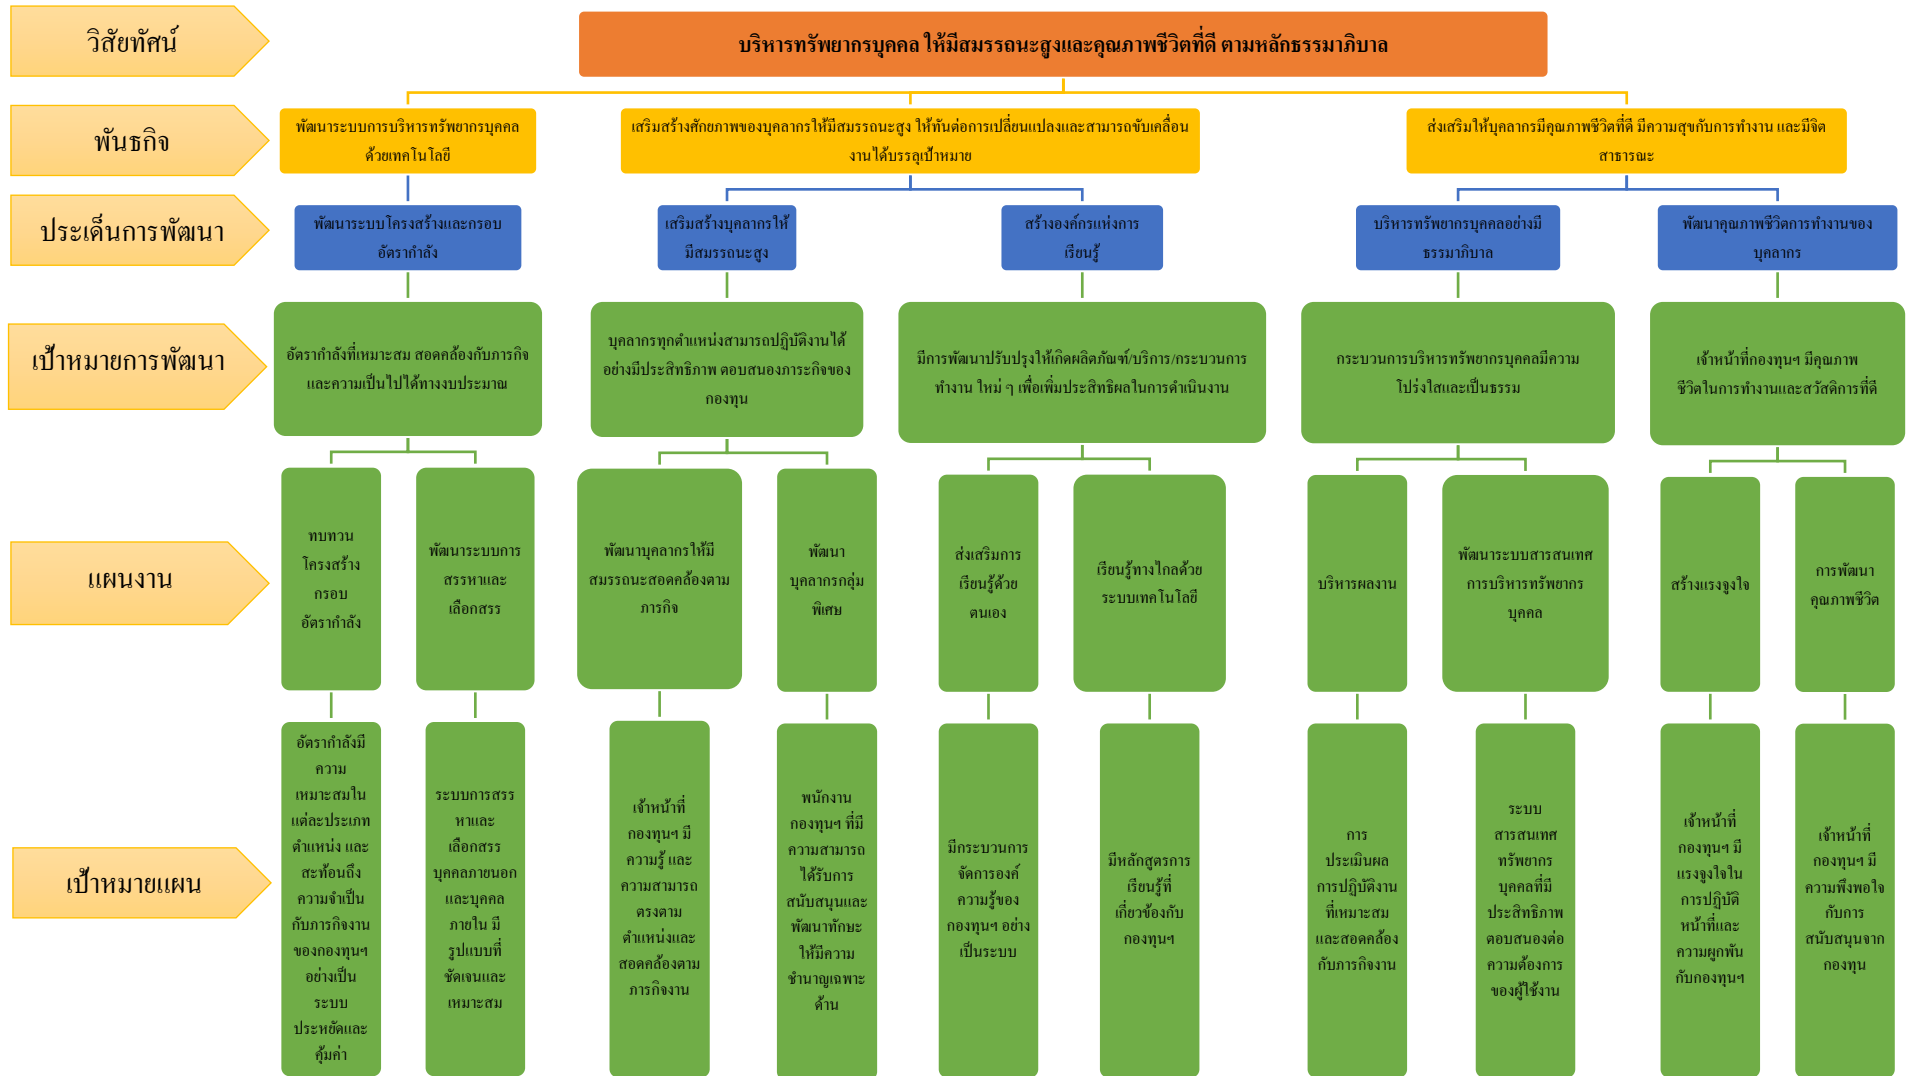 วิสัยทัศน์
บริหารทรัพยากรบุคคล ให้มีสมรรถนะสูงและคุณภาพชีวิตที่ดี ตามหลักธรรมาภิบาล
พันธกิจ
พัฒนาระบบการบริหารทรัพยากรบุคคล
ด้วยเทคโนโลยี
เสริมสร้างศักยภาพของบุคลากรให้มีสมรรถนะสูง ให้ทันต่อการเปลี่ยนแปลงและสามารถขับเคลื่อน
งานได้บรรลุเป้าหมาย
ส่งเสริมให้บุคลากรมีคุณภาพชีวิตที่ดี มีความสุขกับการทำงาน และมีจิต
สาธารณะ
ประเด็นการพัฒนา
พัฒนาระบบโครงสร้างและกรอบ
อัตรากำลัง
เสริมสร้างบุคลากรให้
มีสมรรถนะสูง
สร้างองค์กรแห่งการ
เรียนรู้
บริหารทรัพยากรบุคคลอย่างมี
ธรรมาภิบาล
พัฒนาคุณภาพชีวิตการทำงานของ
บุคลากร
เป้าหมายการพัฒนา
อัตรากำลังที่เหมาะสม สอดคล้องกับภารกิจ
และความเป็นไปได้ทางงบประมาณ
บุคลากรทุกตำแหน่งสามารถปฏิบัติงานได้
อย่างมีประสิทธิภาพ ตอบสนองภาระกิจของ
กองทุน
มีการพัฒนาปรับปรุงให้เกิดผลิตภัณฑ์/บริการ/กระบวนการ
ทำงาน ใหม่ ๆ เพื่อเพิ่มประสิทธิผลในการดำเนินงาน
กระบวนการบริหารทรัพยากรบุคคลมีความ
โปร่งใสและเป็นธรรม
เจ้าหน้าที่กองทุนฯ มีคุณภาพ
ชีวิตในการทำงานและสวัสดิการที่ดี
แผนงาน
ทบทวน
โครงสร้าง
กรอบ
อัตรากำลัง
พัฒนาระบบการ
สรรหาและ
เลือกสรร
พัฒนาบุคลากรให้มี
สมรรถนะสอดคล้องตาม
ภารกิจ
พัฒนา
บุคลากรกลุ่ม
พิเศษ
ส่งเสริมการ
เรียนรู้ด้วย
ตนเอง
เรียนรู้ทางไกลด้วย
ระบบเทคโนโลยี
บริหารผลงาน
พัฒนาระบบสารสนเทศ
การบริหารทรัพยากร
บุคคล
สร้างแรงจูงใจ
การพัฒนา
คุณภาพชีวิต
เป้าหมายแผน
อัตรากำลังมี
ความ
เหมาะสมใน
แต่ละประเภท
ตำแหน่ง และ
สะท้อนถึง
ความจำเป็น
กับภารกิจงาน
ของกองทุนฯ
อย่างเป็น
ระบบ
ประหยัดและ
คุ้มค่า
ระบบการสรร
หาและ
เลือกสรร
บุคคลภายนอก
และบุคคล
ภายใน มี
รูปแบบที่
ชัดเจนและ
เหมาะสม
เจ้าหน้าที่
กองทุนฯ มี
ความรู้ และ
ความสามารถ
ตรงตาม
ตำแหน่งและ
สอดคล้องตาม
ภารกิจงาน
พนักงาน
กองทุนฯ ที่มี
ความสามารถ
ได้รับการ
สนับสนุนและ
พัฒนาทักษะ
ให้มีความ
ชำนาญเฉพาะ
ด้าน
มีกระบวนการ
จัดการองค์
ความรู้ของ
กองทุนฯ อย่าง
เป็นระบบ
มีหลักสูตรการ
เรียนรู้ที่
เกี่ยวข้องกับ
กองทุนฯ
การ
ประเมินผล
การปฏิบัติงาน
ที่เหมาะสม
และสอดคล้อง
กับภารกิจงาน
ระบบ
สารสนเทศ
ทรัพยากร
บุคคลที่มี
ประสิทธิภาพ
ตอบสนองต่อ
ความต้องการ
ของผู้ใช้งาน
เจ้าหน้าที่
กองทุนฯ มี
แรงจูงใจใน
การปฏิบัติ
หน้าที่และ
ความผูกพัน
กับกองทุนฯ
เจ้าหน้าที่
กองทุนฯ มี
ความพึงพอใจ
กับการ
สนับสนุนจาก
กองทุน